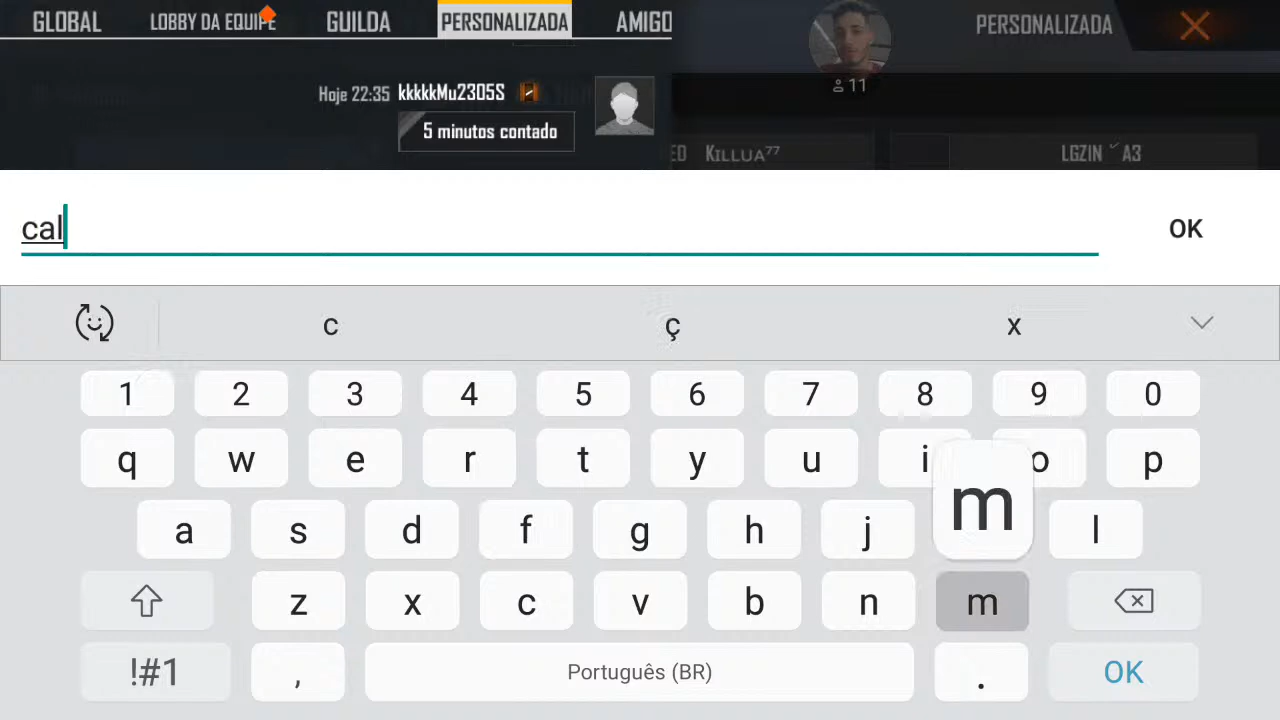 GLOBAL LOBBY DA EQUIPE GUILDA PERSONALIZADA AMIGO
PERSONALIZADA
Hoje 22:35 kkkkkMu2305S
11
5 minutos contado
KILLUA⁷⁷ LGZIN A3
cal OK
c ç x
1 2 3 4 5 6 7 8 9 0
q w e r t y u i o p
m
a s d f g h j l
z x c v b n m
!#1 , Português (BR) . OK